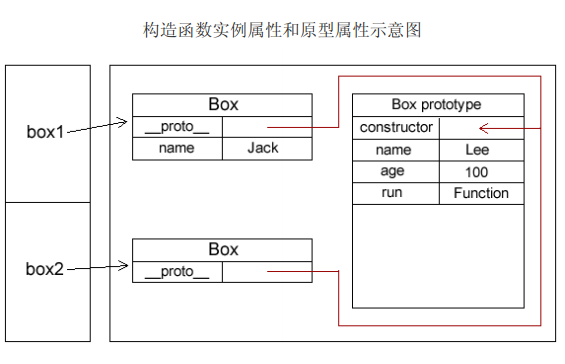 构造函数实例属性和原型属性示意图
box1
box2
Box
__proto__
name Jack
Box
__proto__
Box prototype
constructor
name Lee
age 100
run Function